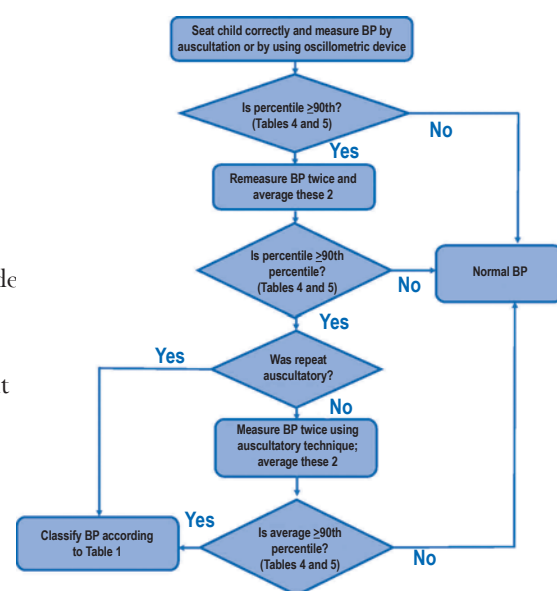 Seat child correctly and measure BP by
auscultation or by using oscillometric device
Is percentile ≥90th?
(Tables 4 and 5)
No
Yes
Remeasure BP twice and
average these 2
Is percentile ≥90th
percentile?
(Tables 4 and 5)
No
Normal BP
Yes
Was repeat
auscultatory?
Yes
No
Measure BP twice using
auscultatory technique;
average these 2
Is average ≥90th
percentile?
(Tables 4 and 5)
Yes
No
Classify BP according
to Table 1